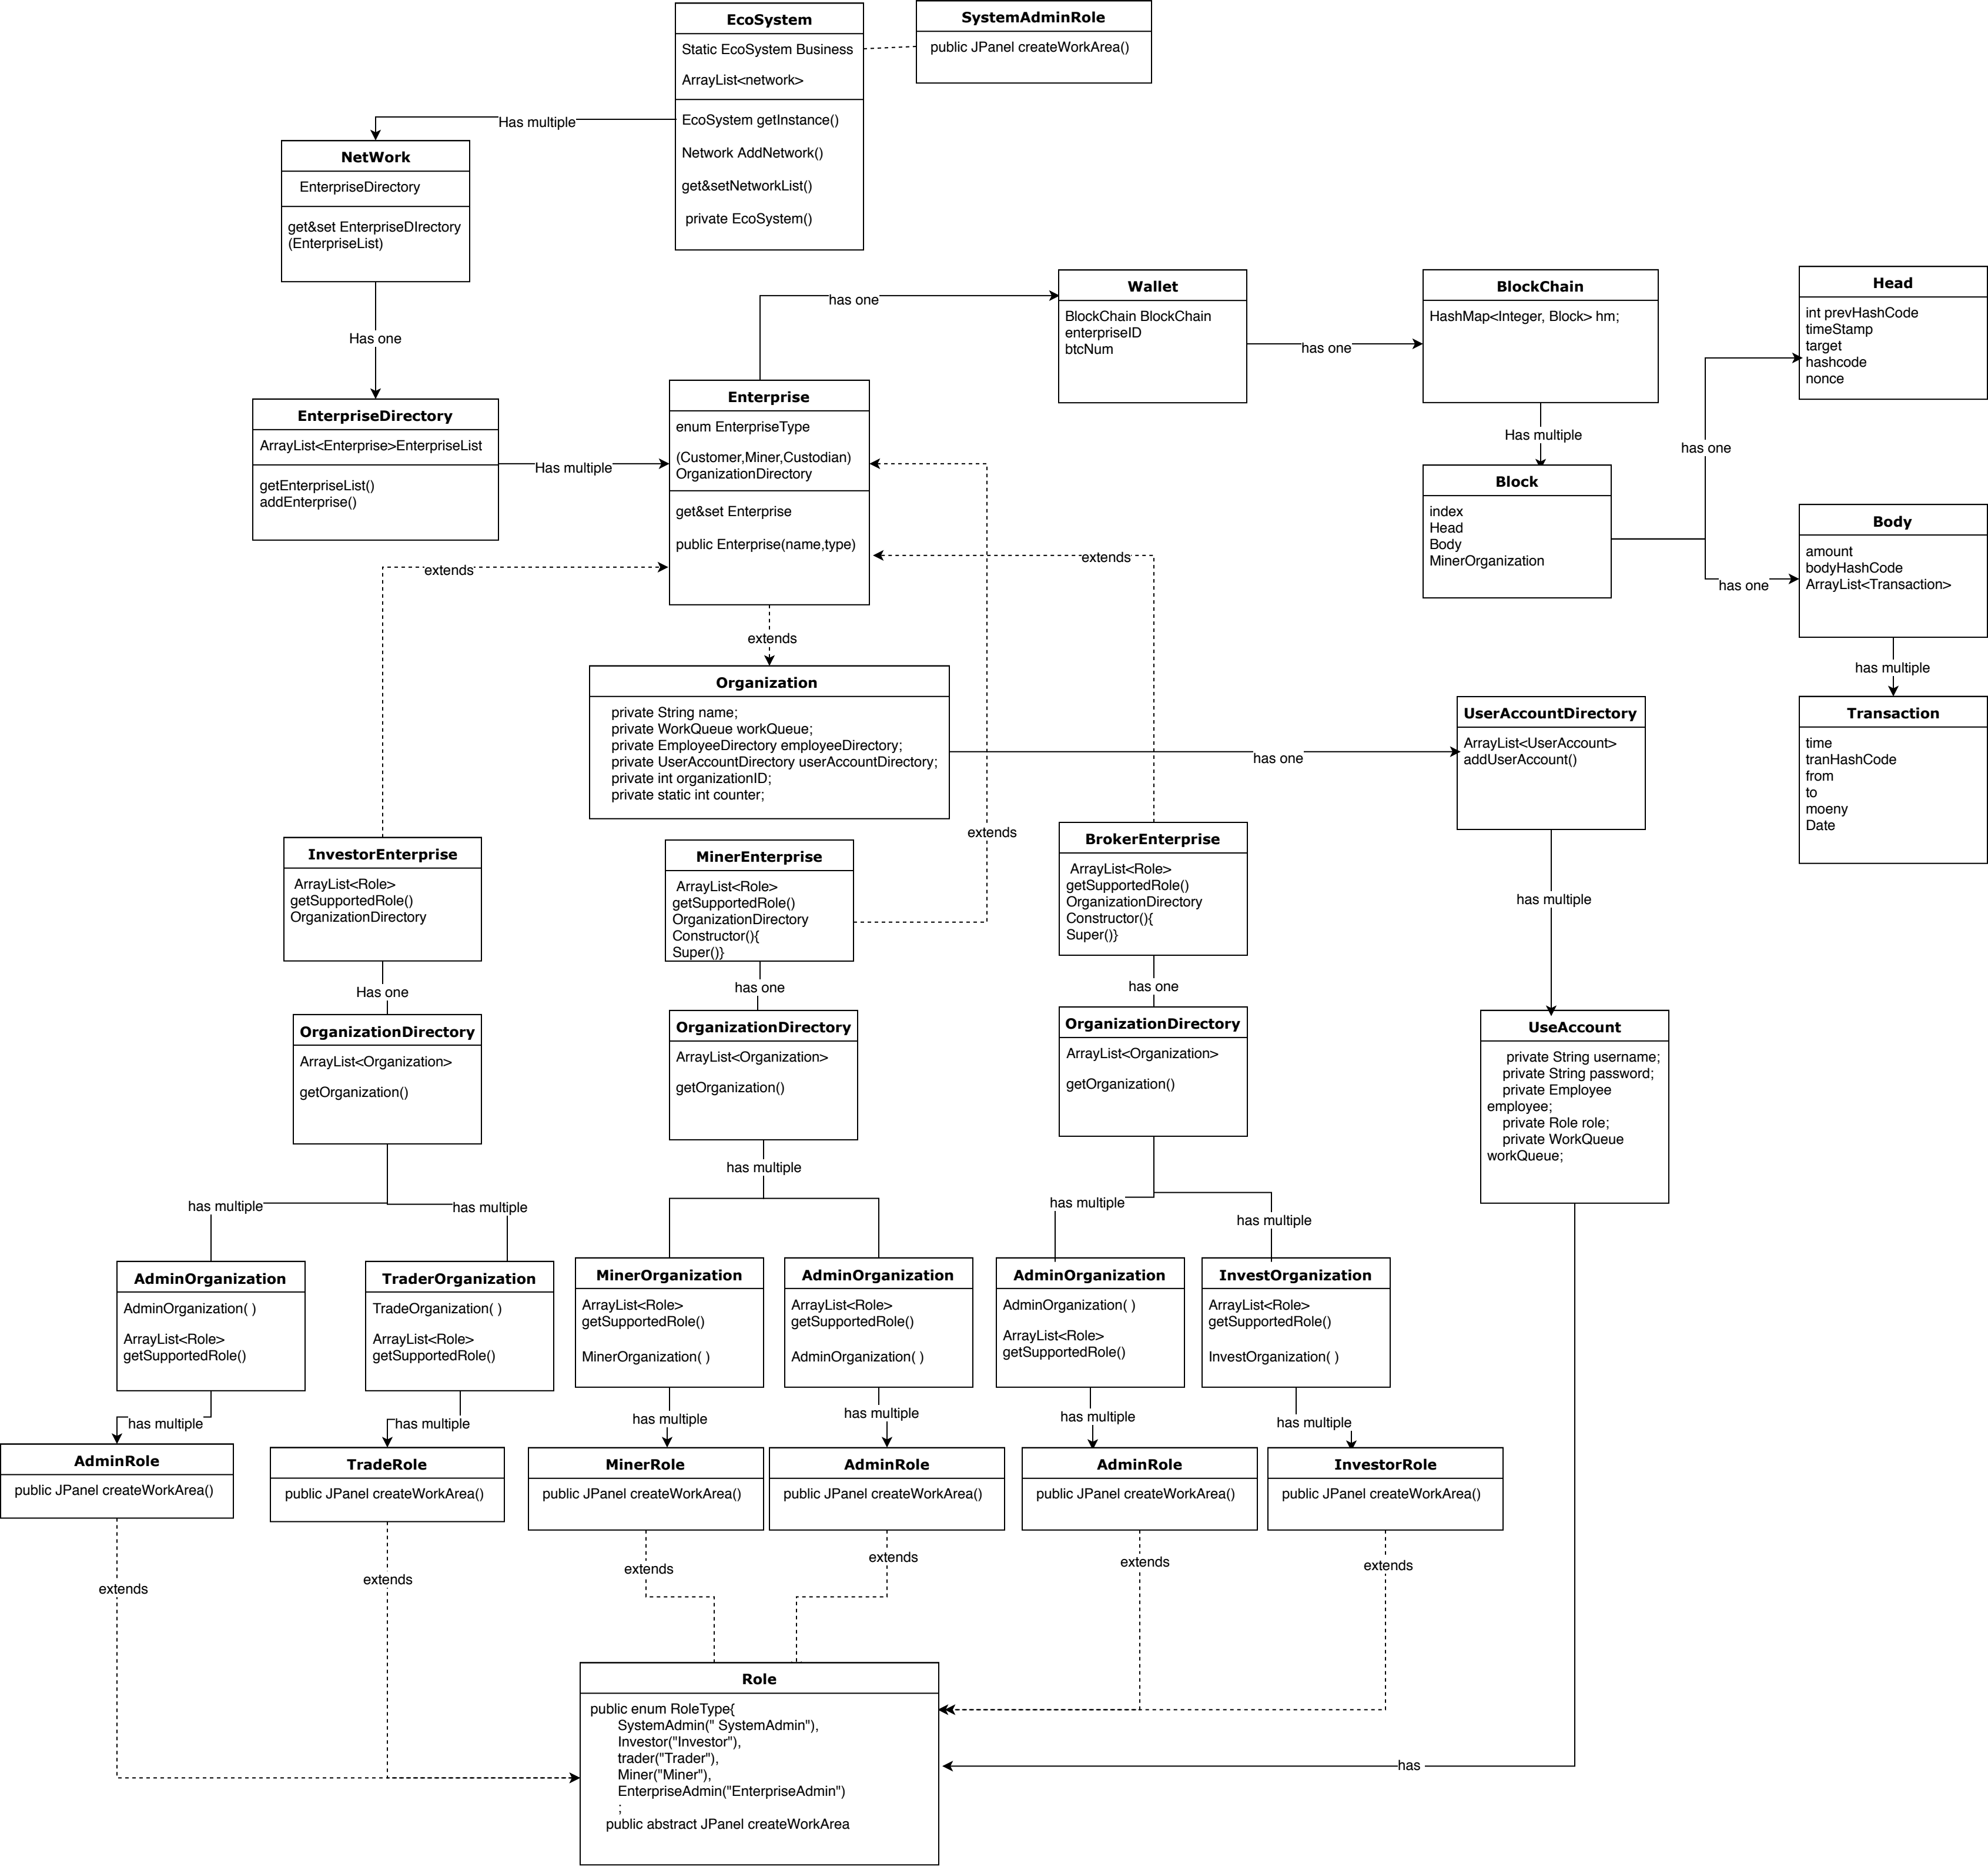 EcoSystem
Static EcoSystem Business
ArrayList<network>
EcoSystem getInstance()
Network AddNetwork()
get&setNetworkList()
private EcoSystem()
SystemAdminRole
public JPanel createWorkArea()
Has multiple
NetWork
EnterpriseDirectory
get&set EnterpriseDIrectory
(EnterpriseList)
Has one
EnterpriseDirectory
ArrayList<Enterprise>EnterpriseList
getEnterpriseList()
addEnterprise()
Has multiple
Enterprise
enum EnterpriseType
(Customer,Miner,Custodian)
OrganizationDirectory
get&set Enterprise
public Enterprise(name,type)
has one
Wallet
BlockChain BlockChain
enterpriseID
btcNum
has one
BlockChain
HashMap<Integer, Block> hm;
Has multiple
Block
index
Head
Body
MinerOrganization
has one
Head
int prevHashCode
timeStamp
target
hashcode
nonce
has one
Body
amount
bodyHashCode
ArrayList<Transaction>
has multiple
Transaction
time
tranHashCode
from
to
moeny
Date
extends
extends
extends
extends
Organization
private String name;
private WorkQueue workQueue;
private EmployeeDirectory employeeDirectory;
private UserAccountDirectory userAccountDirectory;
private int organizationID;
private static int counter;
has one
UserAccountDirectory
ArrayList<UserAccount>
addUserAccount()
has multiple
UseAccount
private String username;
private String password;
private Employee
employee;
private Role role;
private WorkQueue
workQueue;
InvestorEnterprise
ArrayList<Role>
getSupportedRole()
OrganizationDirectory
MinerEnterprise
ArrayList<Role>
getSupportedRole()
OrganizationDirectory
Constructor(){
Super()}
BrokerEnterprise
ArrayList<Role>
getSupportedRole()
OrganizationDirectory
Constructor(){
Super()}
Has one
has one
has one
OrganizationDirectory
ArrayList<Organization>
getOrganization()
OrganizationDirectory
ArrayList<Organization>
getOrganization()
OrganizationDirectory
ArrayList<Organization>
getOrganization()
has multiple
has multiple
has multiple
has multiple
has multiple
AdminOrganization
AdminOrganization( )
ArrayList<Role>
getSupportedRole()
TraderOrganization
TradeOrganization( )
ArrayList<Role>
getSupportedRole()
MinerOrganization
ArrayList<Role>
getSupportedRole()
MinerOrganization( )
AdminOrganization
ArrayList<Role>
getSupportedRole()
AdminOrganization( )
AdminOrganization
AdminOrganization( )
ArrayList<Role>
getSupportedRole()
InvestOrganization
ArrayList<Role>
getSupportedRole()
InvestOrganization( )
has multiple
has multiple
has multiple
has multiple
has multiple
has multiple
AdminRole
public JPanel createWorkArea()
TradeRole
public JPanel createWorkArea()
MinerRole
public JPanel createWorkArea()
AdminRole
public JPanel createWorkArea()
AdminRole
public JPanel createWorkArea()
InvestorRole
public JPanel createWorkArea()
extends
extends
extends
extends
extends
extends
Role
public enum RoleType{
SystemAdmin(" SystemAdmin"),
Investor("Investor"),
trader("Trader"),
Miner("Miner"),
EnterpriseAdmin("EnterpriseAdmin")
;
public abstract JPanel createWorkArea
has